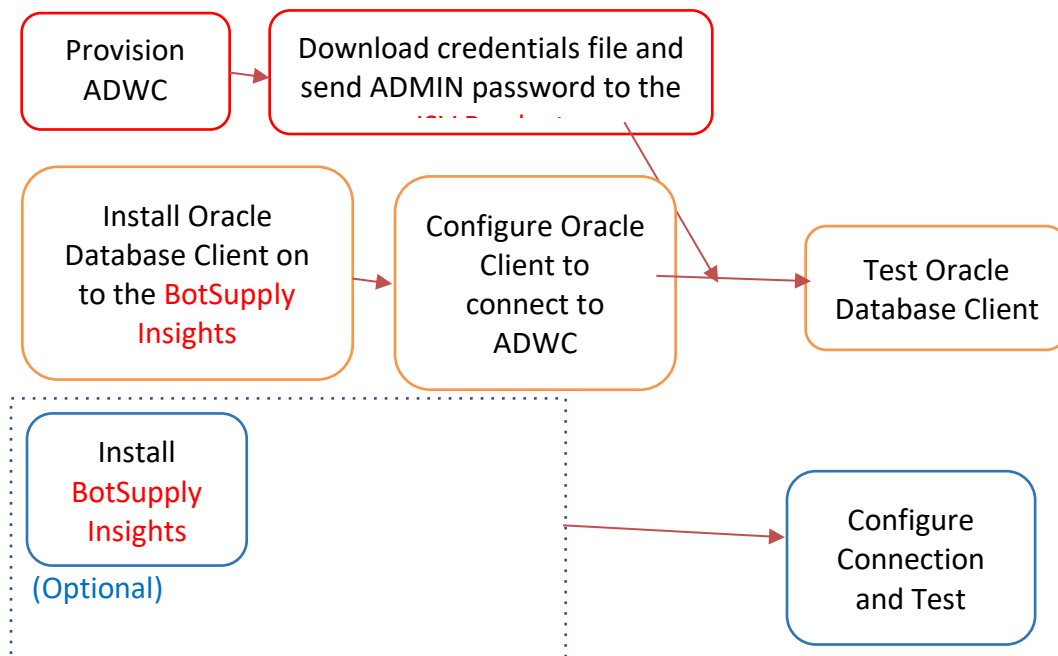 Provision
ADWC
Download credentials file and
send ADMIN password to the
Install Oracle
Database Client on
to the BotSupply
Insights
Configure Oracle
Client to
connect to
ADWC
Test Oracle
Database Client
Install
BotSupply
Insights
(Optional)
Configure
Connection
and Test